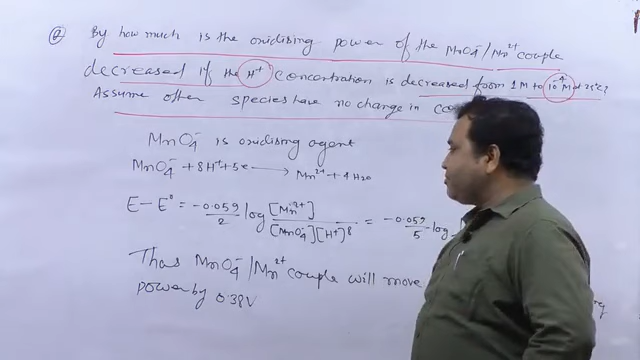 Q By how much is the oxidising power of the MnO4⁻/Mn²⁺ couple
decreased if the H⁺ concentration is decreased from 1 M to 10⁻⁴ M at 25°C?
Assume other species have no change in
MnO4⁻ is oxidising agent
MnO4⁻ + 8H⁺ + 5e⁻ → Mn²⁺ + 4H2O
E - E° = -0.059/2 log [Mn²⁺]/[MnO4⁻][H⁺]⁸ = -0.059/5 log
Thus MnO4⁻/Mn²⁺ couple will move
power by 0.38V